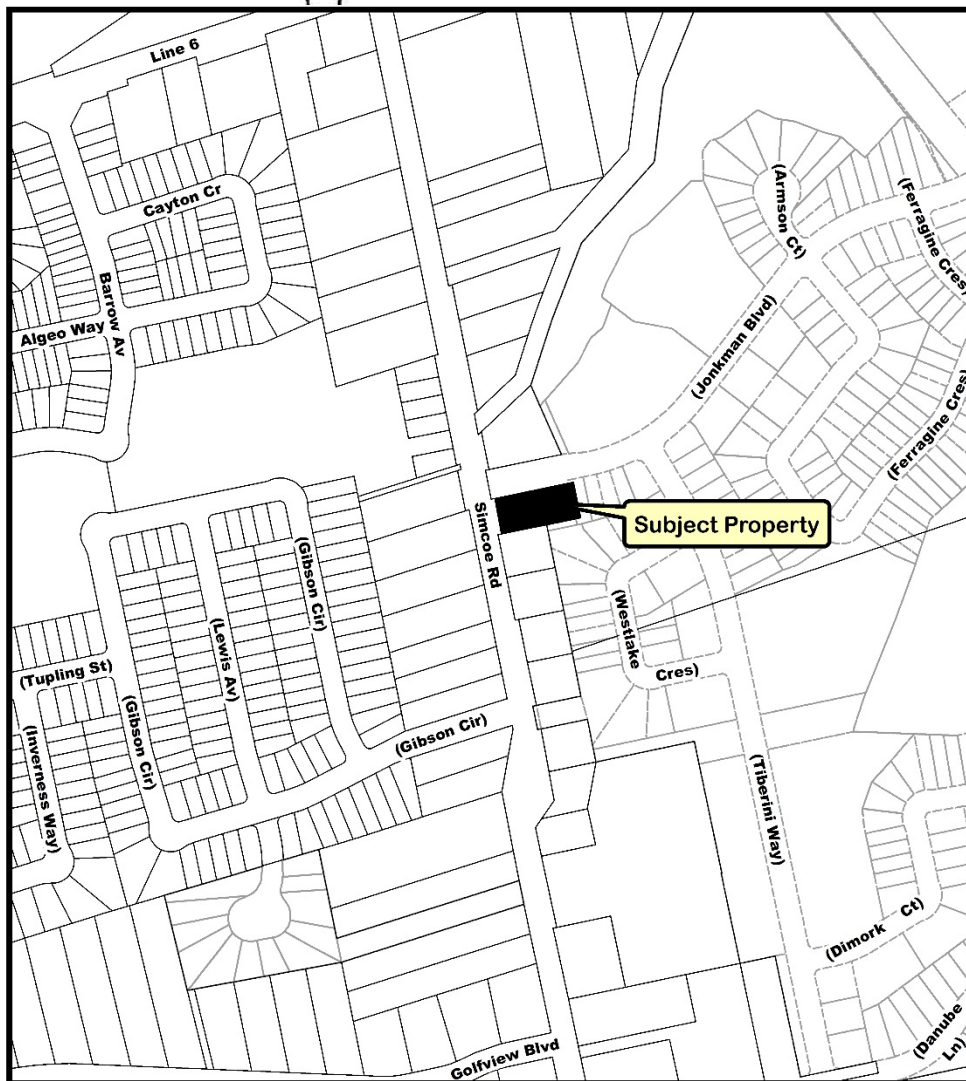 Line 6
Cayton Cr
Barrow Av
Algeo Way
(Armson Ct)
(Ferragine Cres)
(Jonkman Blvd)
(Ferragine Cres)
Simcoe Rd
Subject Property
(Gibson Cir)
(Westlake
Cres)
(Lewis Av)
(Tupling St)
(Gibson Cir)
(Gibson Cir)
(Inverness Way)
(Tiberini Way)
(Dimork Ct)
(Danube
Ln)
Golfview Blvd